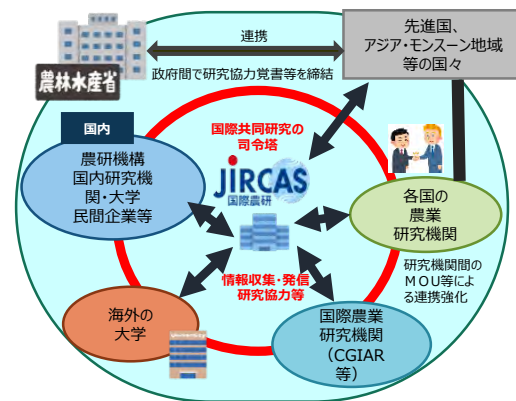 連携
先進国、
アジア・モンスーン地域
等の国々
農林水産省
政府間で研究協力覚書等を締結
国内
農研機構
国内研究機
関・大学
民間企業等
国際共同研究の
司令塔
JIRCAS
国際農研
各国の
農業
研究機関
情報収集・発信
研究協力等
研究機関間の
MOU等によ
る連携強化
海外の
大学
国際農業
研究機関
（CGIAR
等）